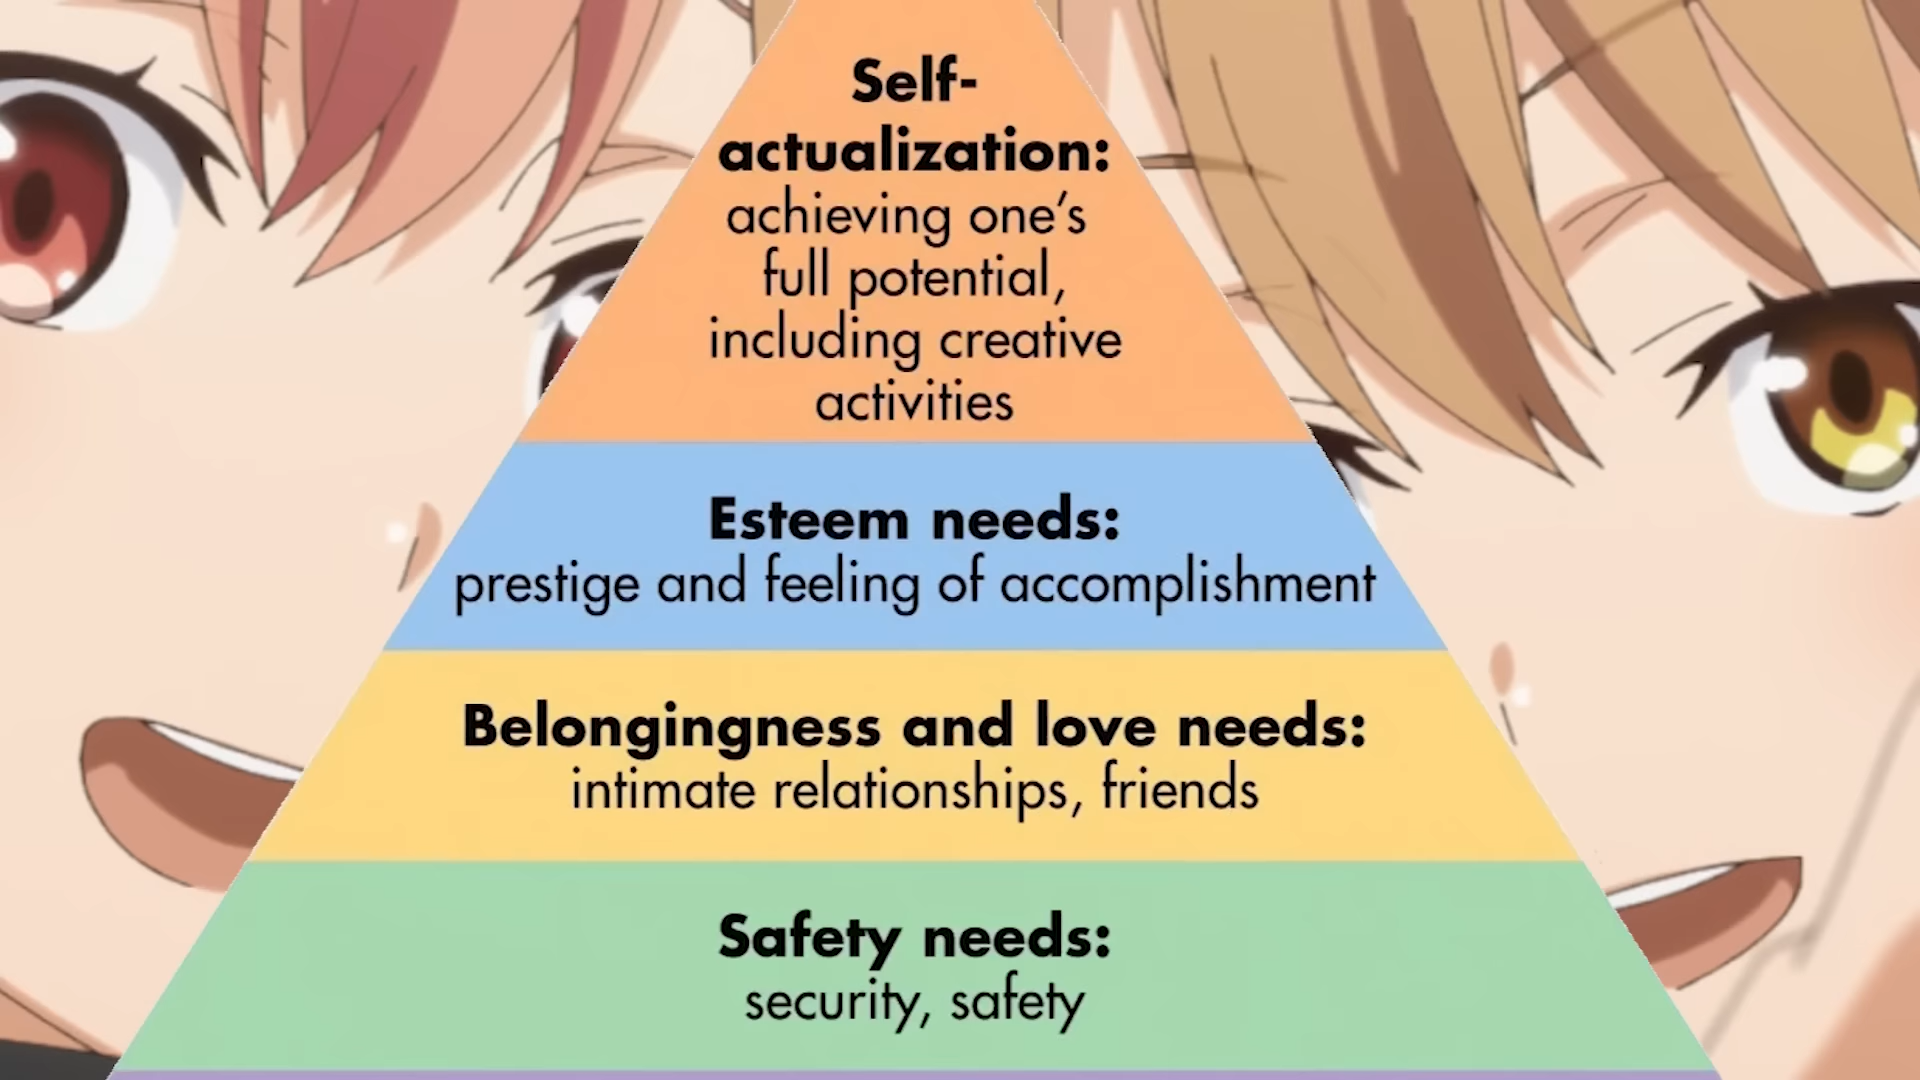 Self-
actualization:
achieving one’s
full potential,
including creative
activities
Esteem needs:
prestige and feeling of accomplishment
Belongingness and love needs:
intimate relationships, friends
Safety needs:
security, safety